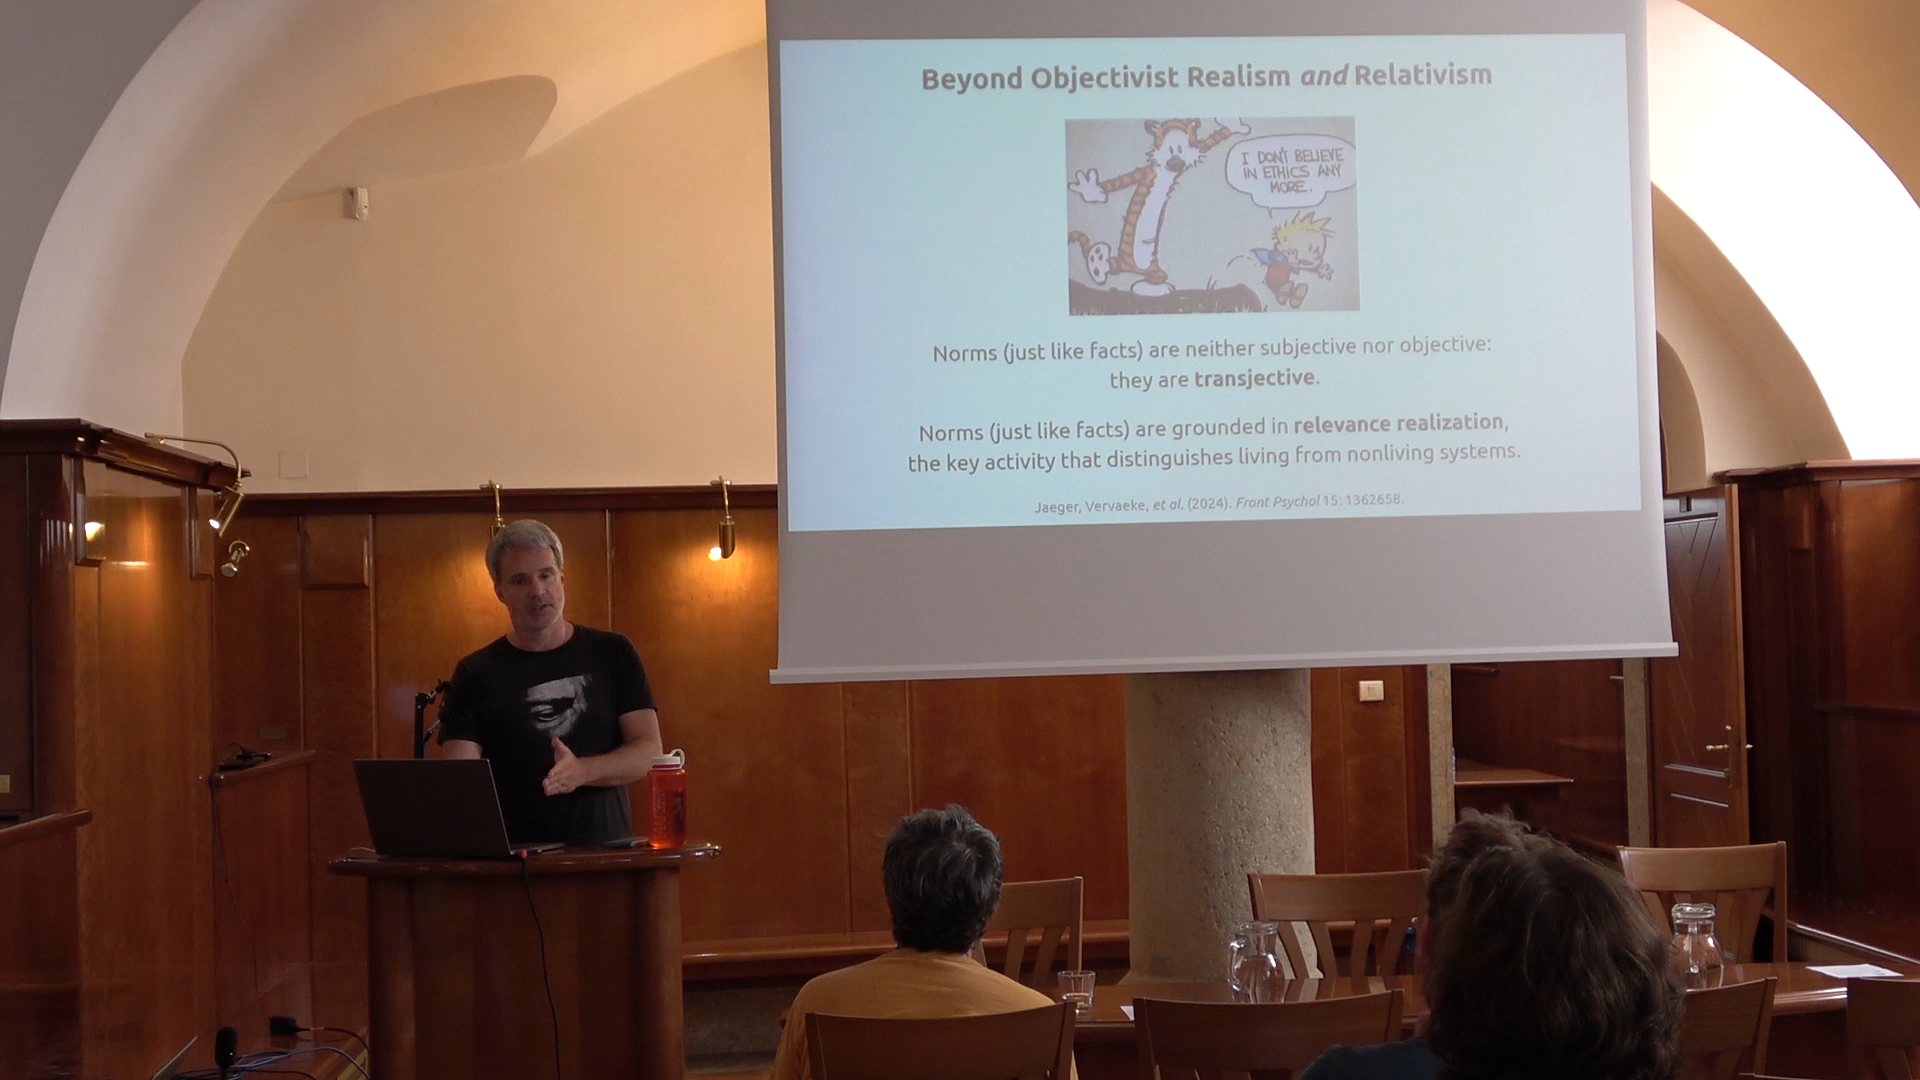 Beyond Objectivist Realism and Relativism
I DON'T BELIEVE
IN ETHICS ANY
MORE.
Norms (just like facts) are neither subjective nor objective:
they are transjective.
Norms (just like facts) are grounded in relevance realization,
the key activity that distinguishes living from nonliving systems.
Jaeger, Vervaeke, et al. (2024). Front Psychol 15: 1362658.